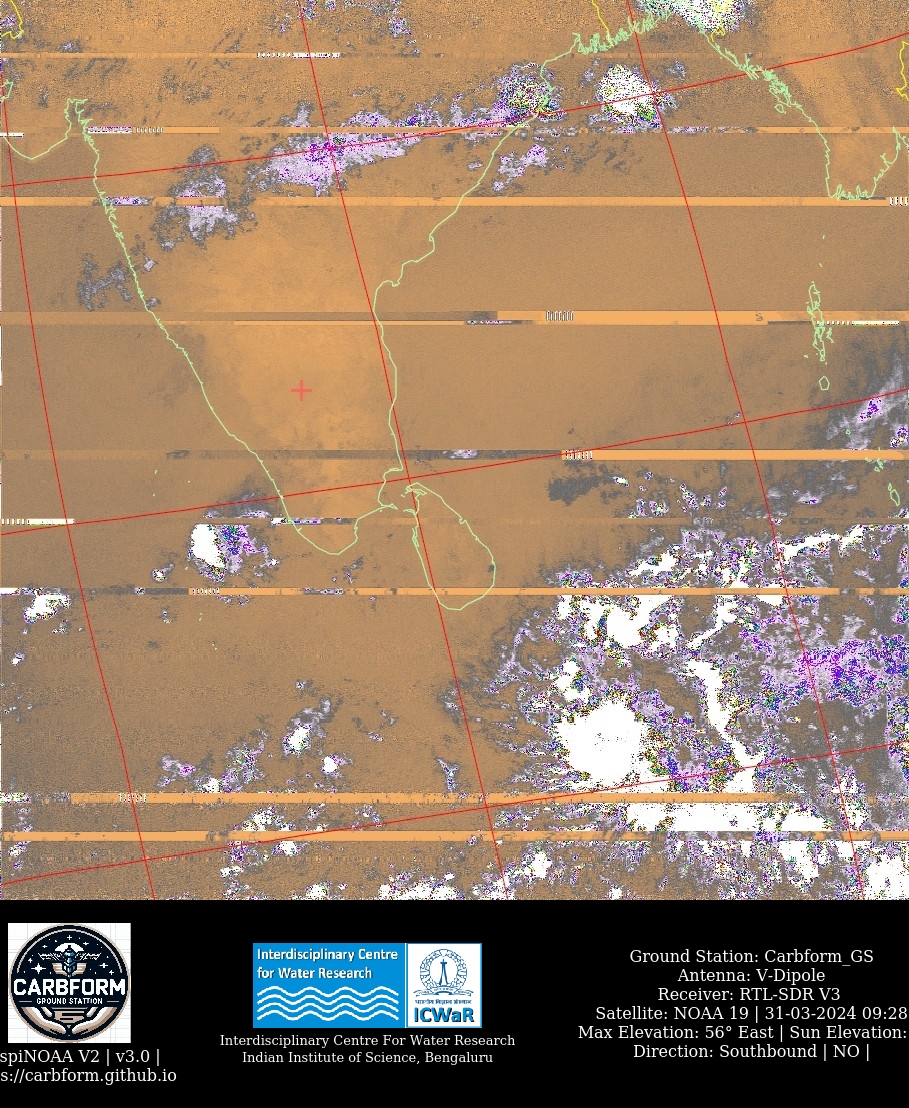 CARBFORM
GROUND STATION
spiNOAA V2 | v3.0 |
s://carbform.github.io
Interdisciplinary Centre
for Water Research
ICWaR
Interdisciplinary Centre For Water Research
Indian Institute of Science, Bengaluru
Ground Station: Carbform_GS
Antenna: V-Dipole
Receiver: RTL-SDR V3
Satellite: NOAA 19 | 31-03-2024 09:28
Max Elevation: 56° East | Sun Elevation:
Direction: Southbound | NO |